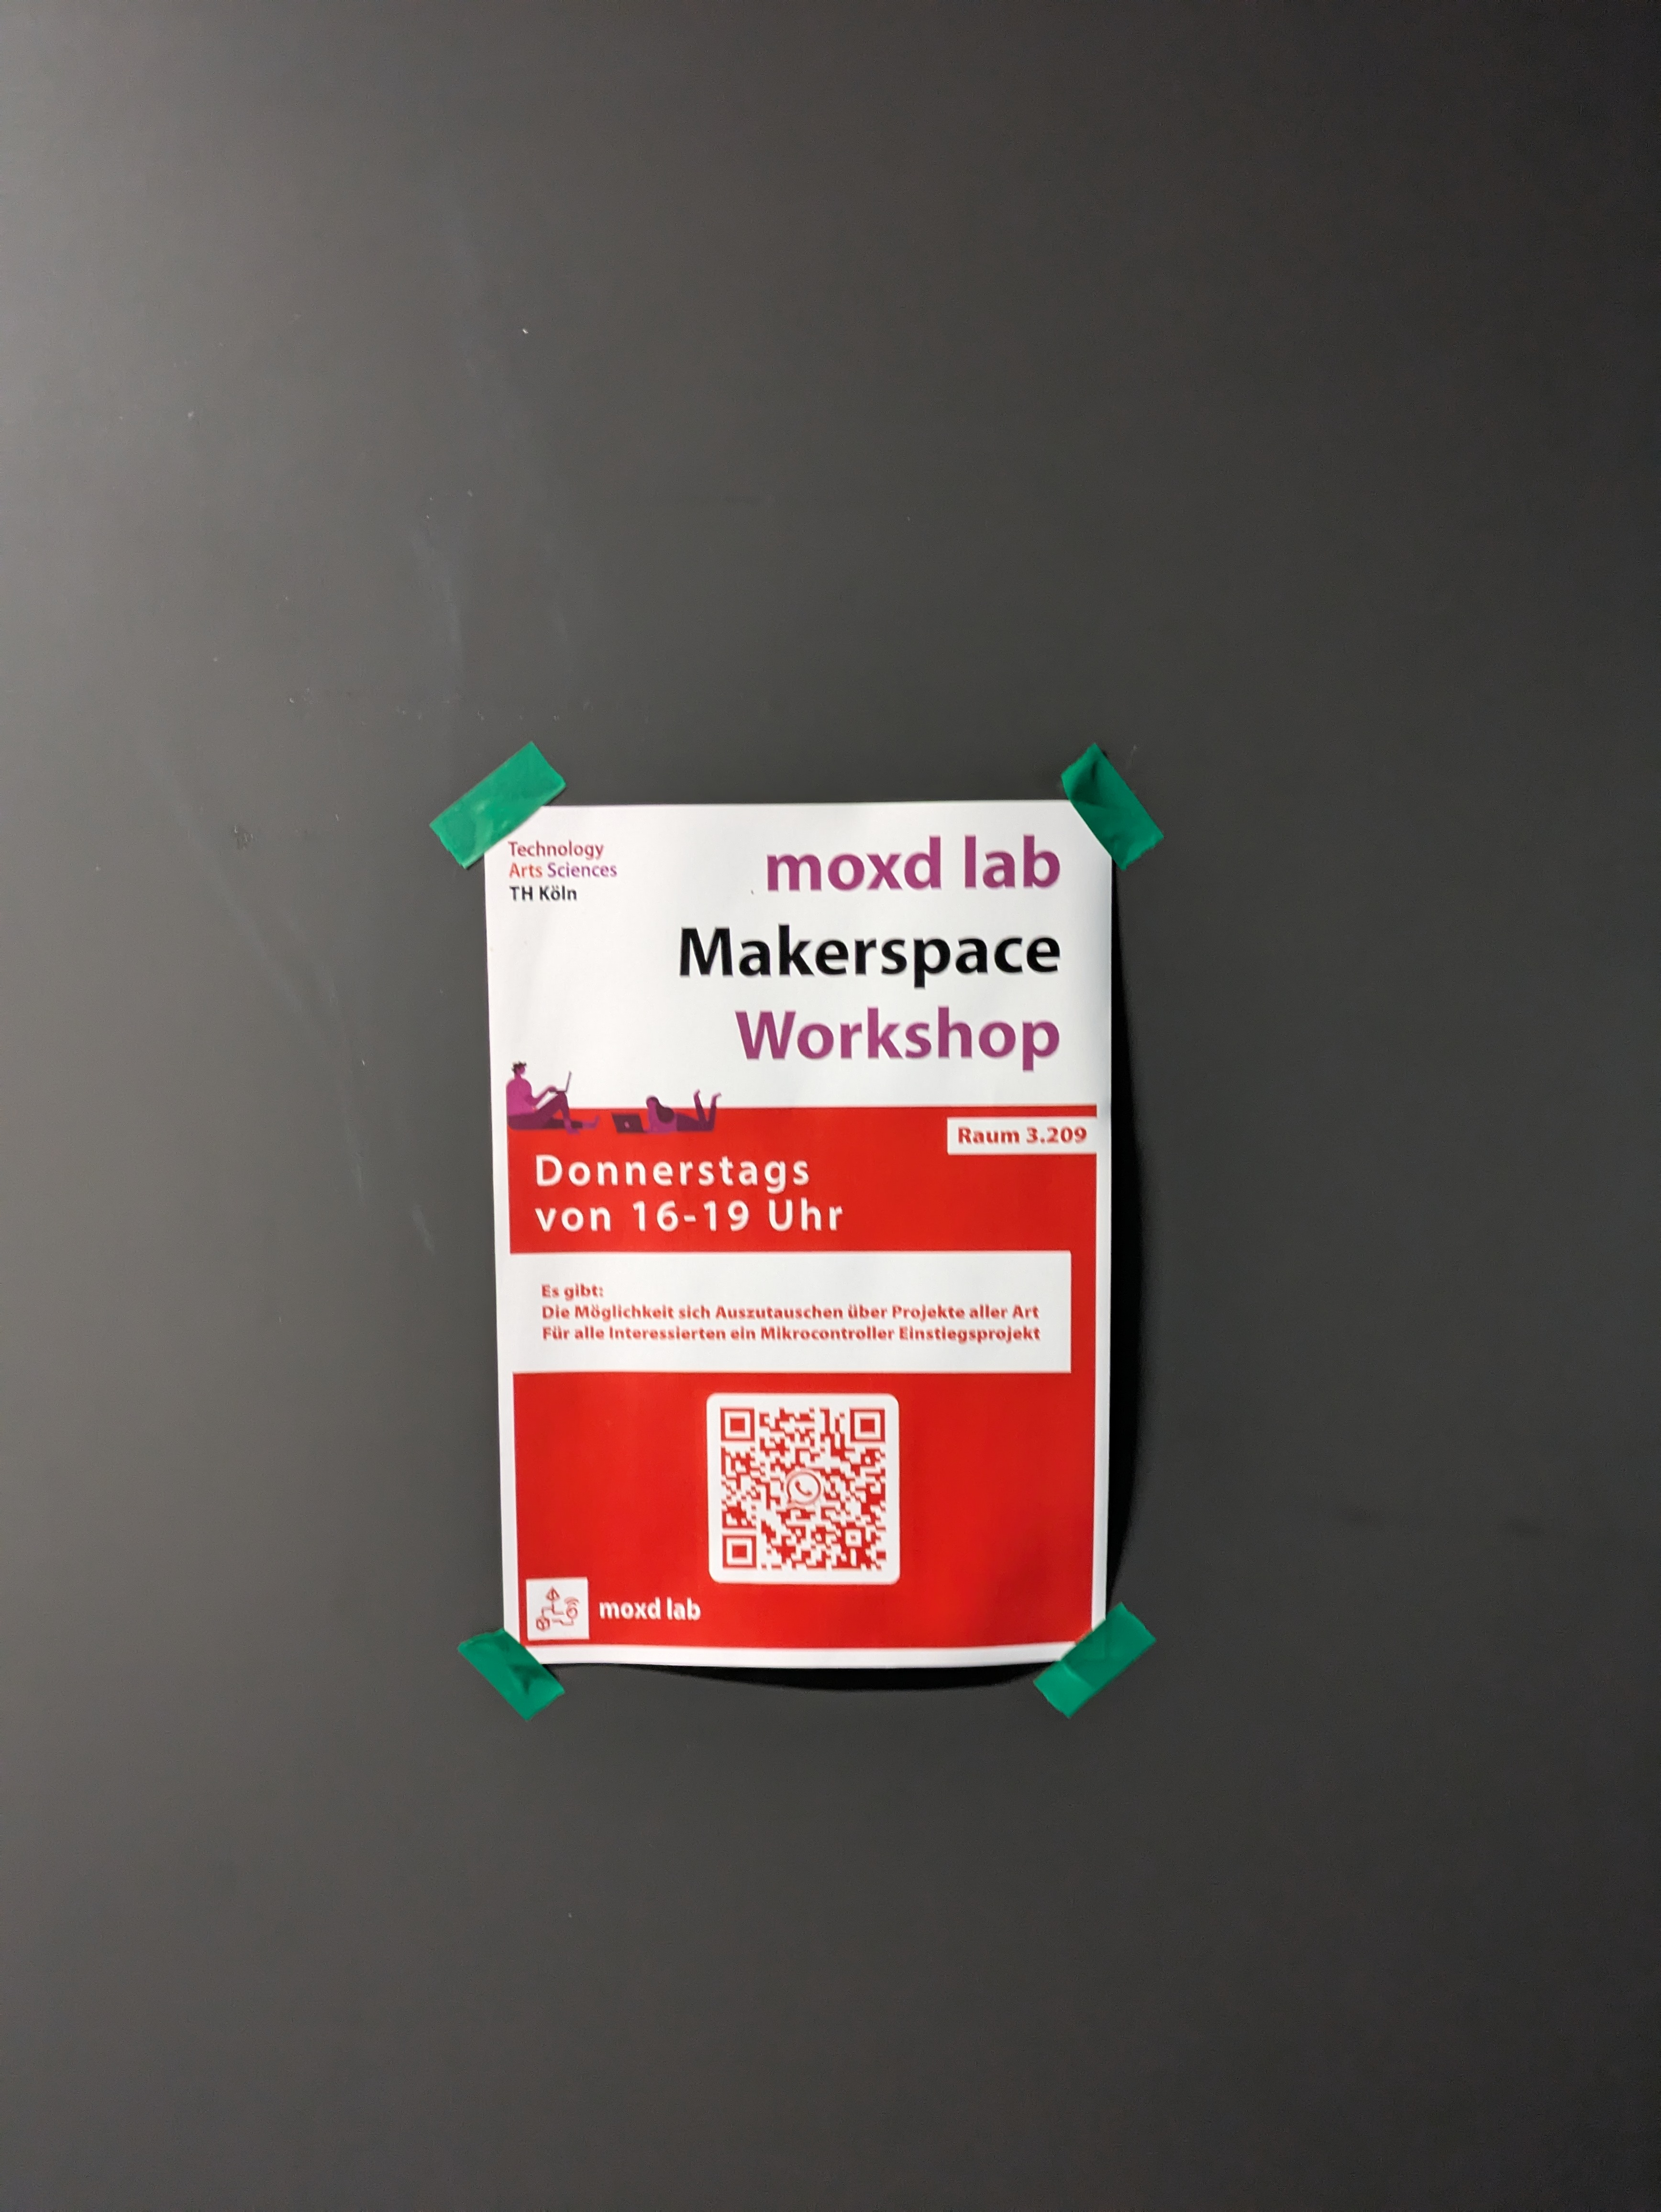 Technology
Arts Sciences
TH Köln
moxd lab
Makerspace
Workshop
Raum 3.209
Donnerstags
von 16-19 Uhr
Es gibt:
Die Möglichkeit sich Auszutauschen über Projekte aller Art
Für alle Interessierten ein Mikrocontroller Einstiegsprojekt
moxd lab